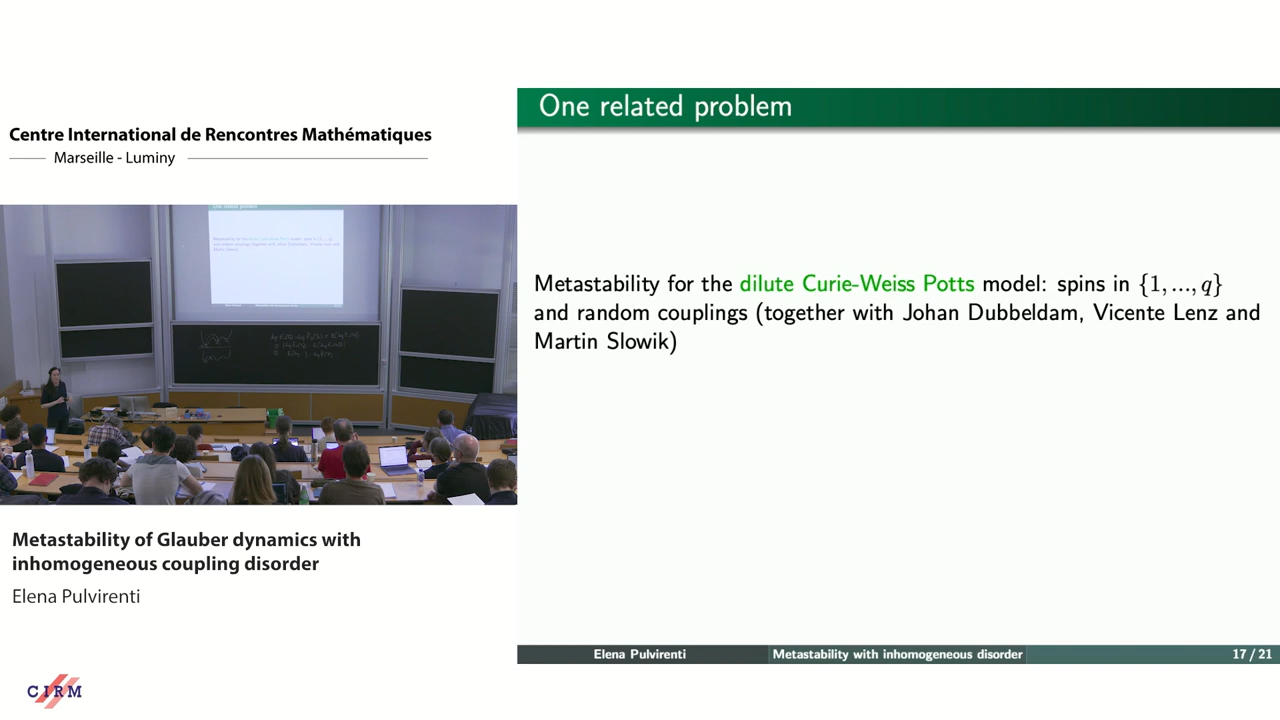 Centre International de Rencontres Mathématiques
Marseille - Luminy
One related problem
Metastability for the dilute Curie-Weiss Potts model: spins in {1, ..., q}
and random couplings (together with Johan Dubbeldam, Vicente Lenz and
Martin Slowik)
Metastability of Glauber dynamics with
inhomogeneous coupling disorder
Elena Pulvirenti
CIRM
Elena Pulvirenti
Metastability with inhomogeneous disorder
17 / 21